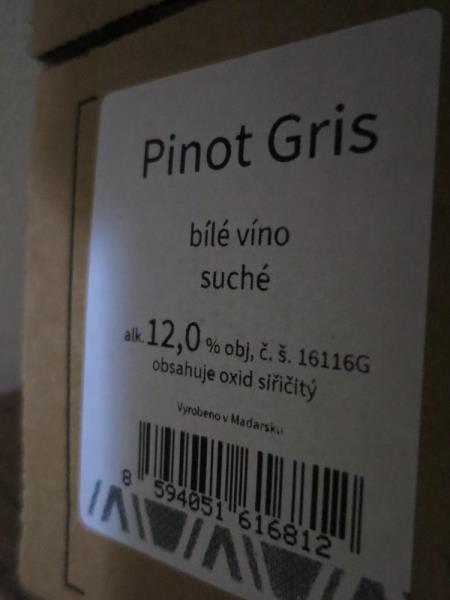 Pinot Gris
bílé víno
suché
alk. 12,0 % obj, č. š. 16116G
obsahuje oxid siřičitý
Vyrobeno v Maďarsku
8 594051 616812